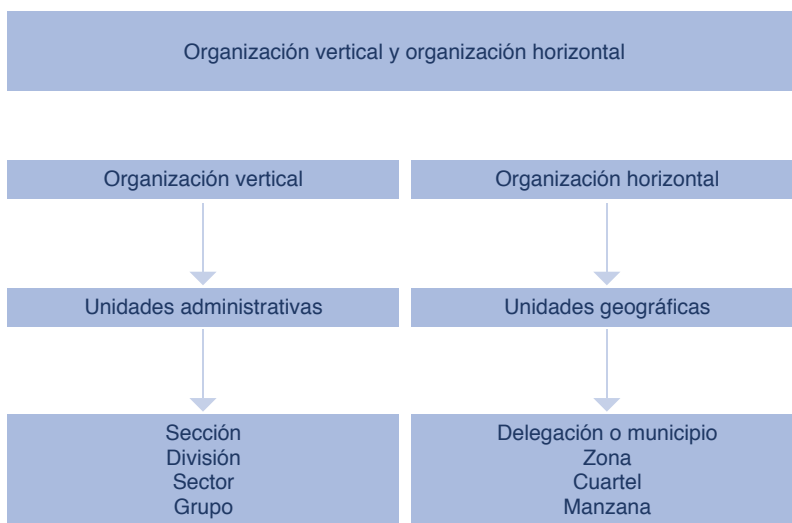 Organización vertical y organización horizontal
Organización vertical
Organización horizontal
Unidades administrativas
Unidades geográficas
Sección
División
Sector
Grupo
Delegación o municipio
Zona
Cuartel
Manzana